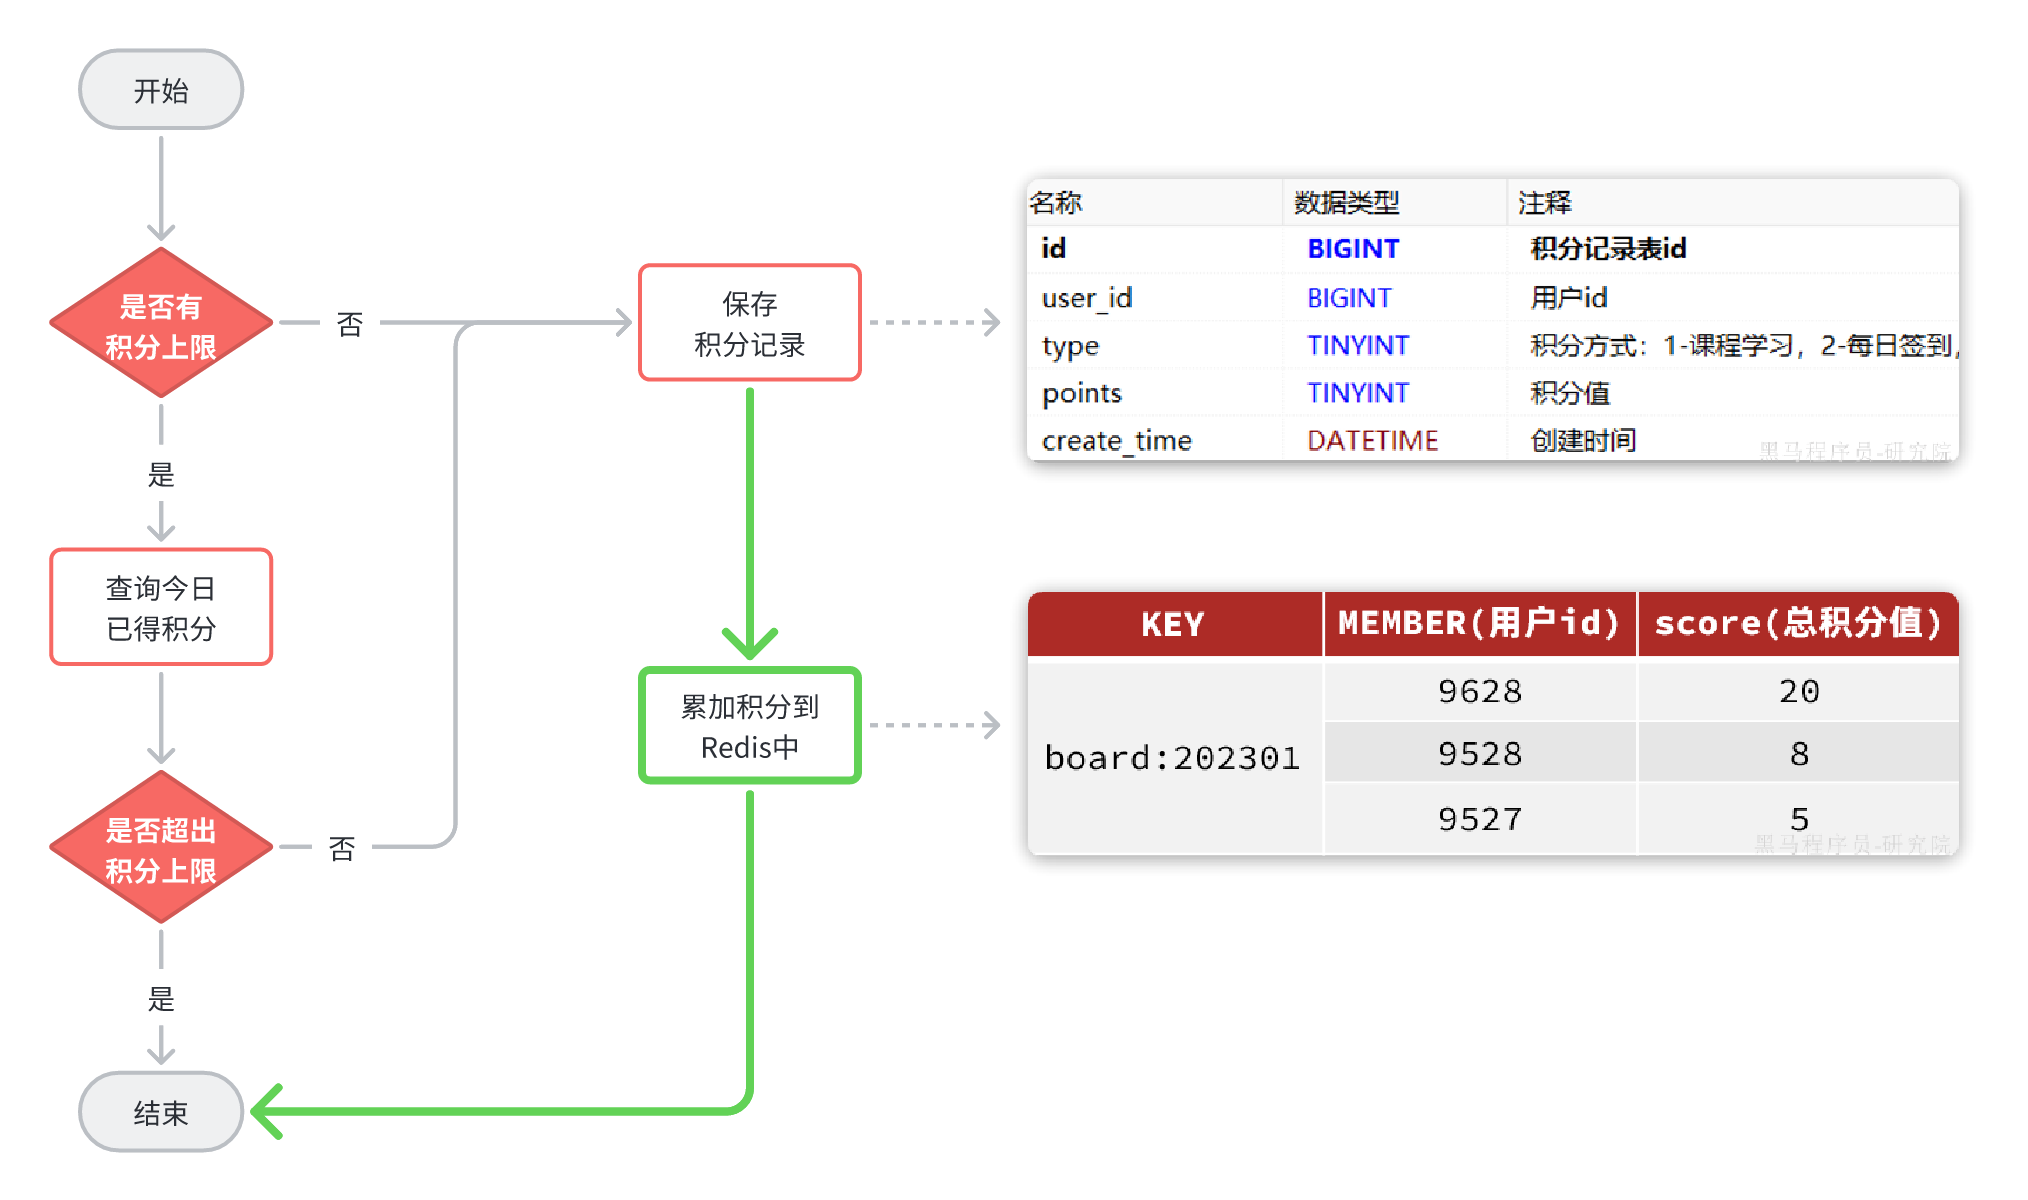 开始
是否有
积分上限
否
是
查询今日
已得积分
是否超出
积分上限
否
是
结束
保存
积分记录
累加积分到
Redis中
名称 数据类型 注释
id BIGINT 积分记录表id
user_id BIGINT 用户id
type TINYINT 积分方式：1-课程学习，2-每日签到,
points TINYINT 积分值
create_time DATETIME 创建时间
黑马程序员-研究院
KEY MEMBER(用户id) score(总积分值)
board:202301
9628 20
9528 8
9527 5
黑马程序员-研究院